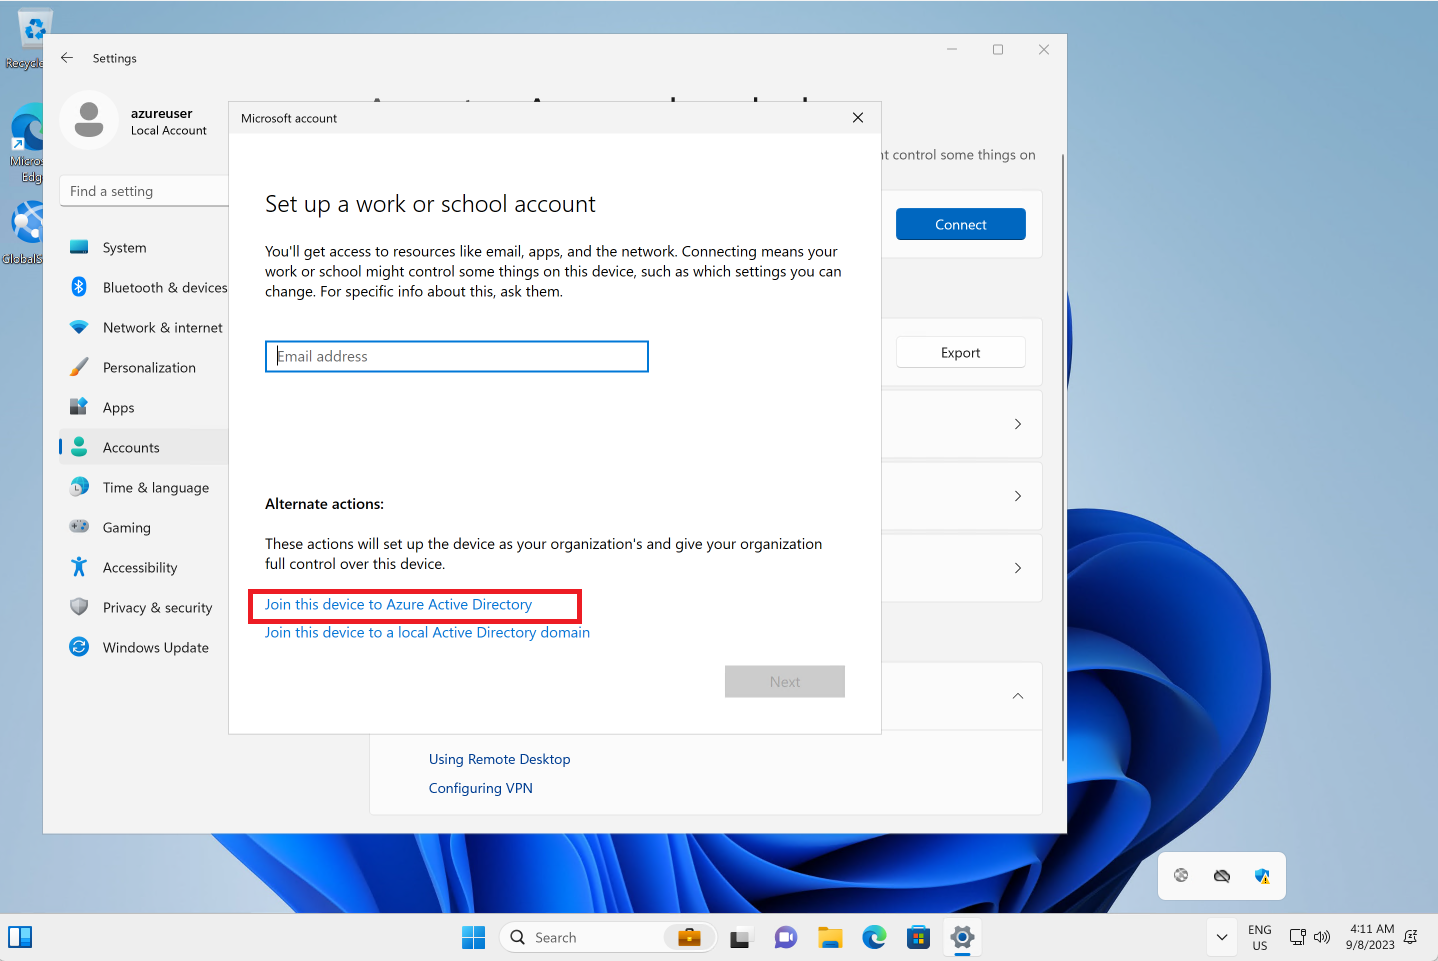 Recycle
Settings
azureuser
Local Account
Find a setting
Micros
Edg
GlobalS
System
Bluetooth & devices
Network & internet
Personalization
Apps
Accounts
Time & language
Gaming
Accessibility
Privacy & security
Windows Update
Microsoft account
Set up a work or school account
You'll get access to resources like email, apps, and the network. Connecting means your
work or school might control some things on this device, such as which settings you can
change. For specific info about this, ask them.
Email address
Alternate actions:
These actions will set up the device as your organization's and give your organization
full control over this device.
Join this device to Azure Active Directory
Join this device to a local Active Directory domain
Next
control some things on
Connect
Export
Using Remote Desktop
Configuring VPN
Search
ENG
US
4:11 AM
9/8/2023